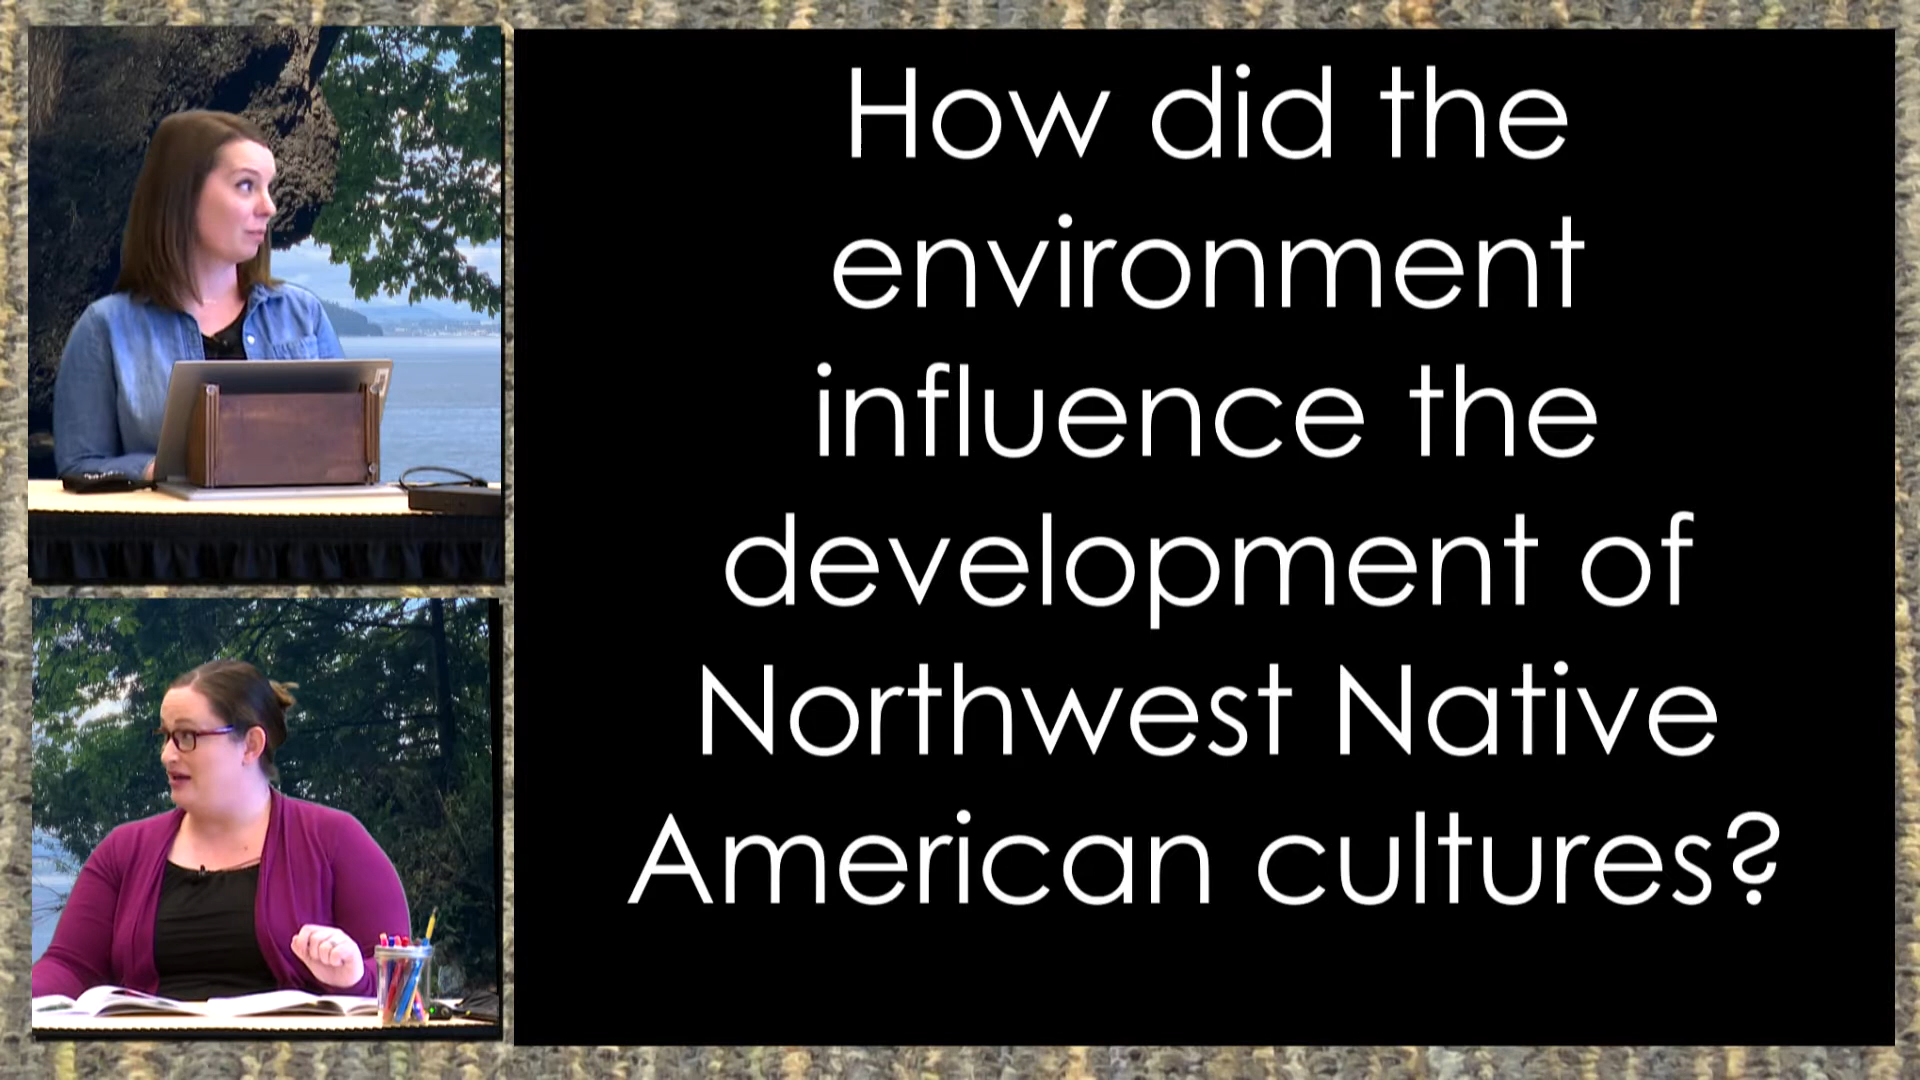 How did the
environment
influence the
development of
Northwest Native
American cultures?